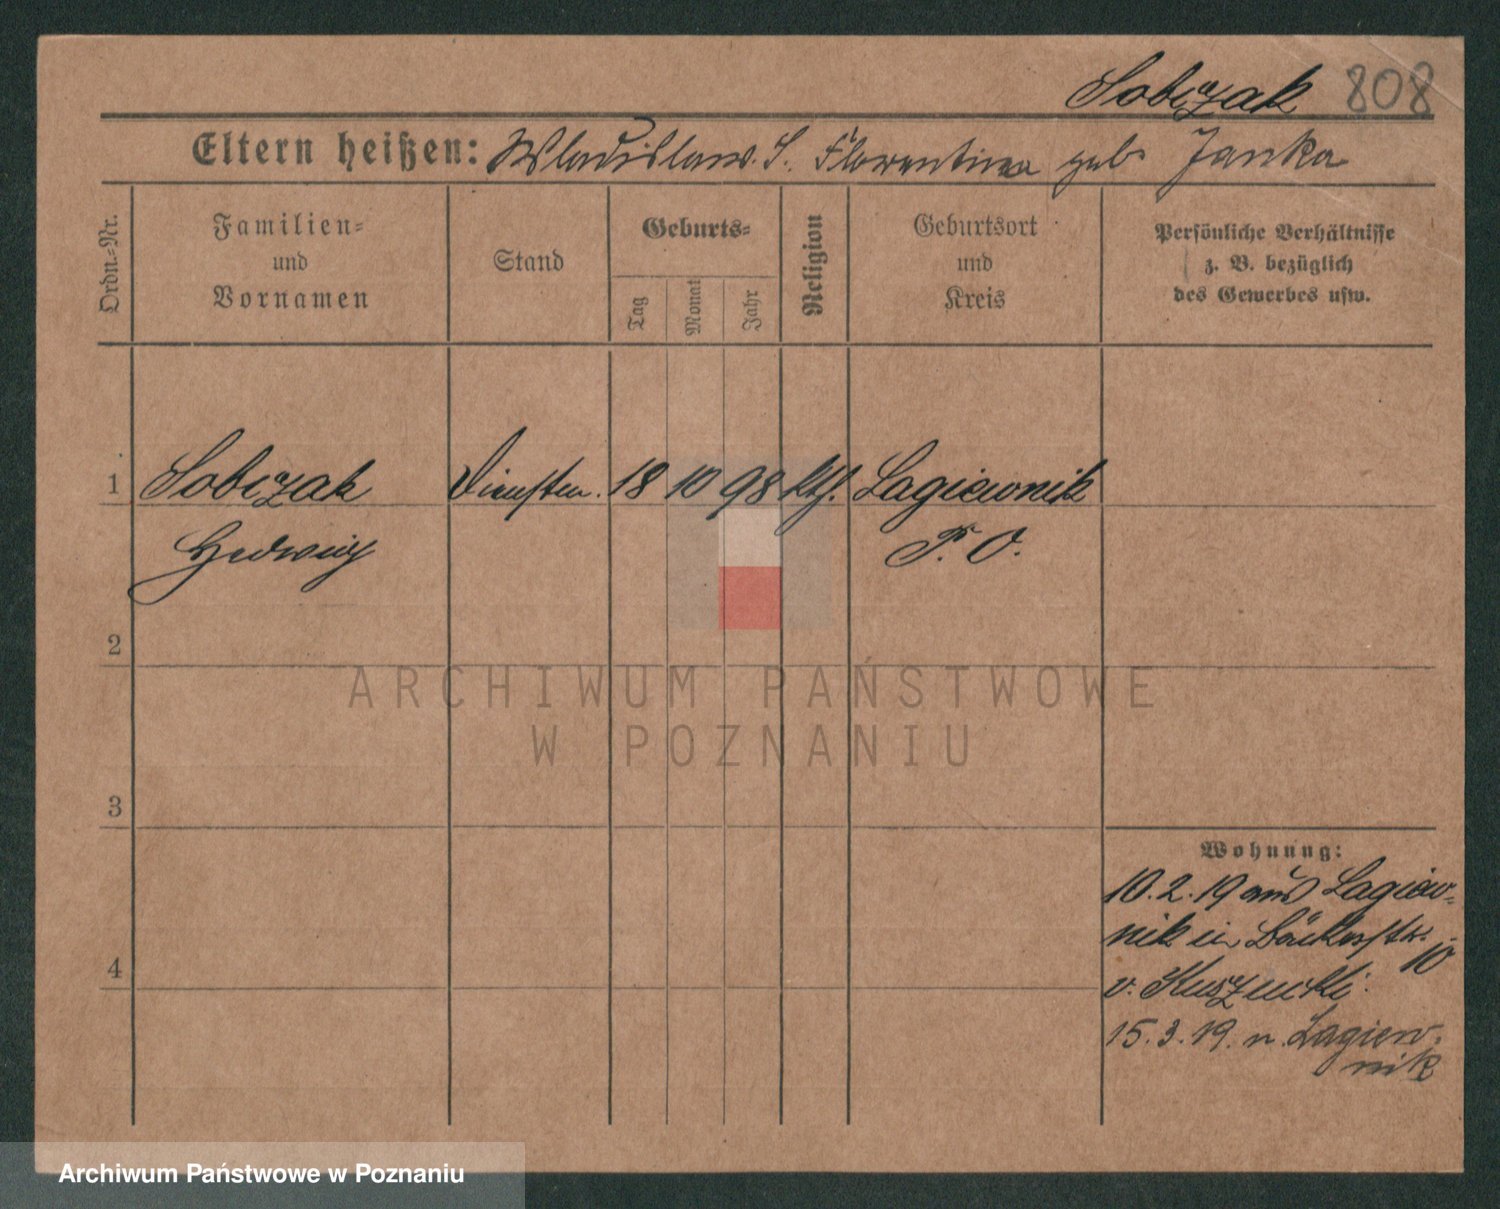 Sobczak 808
Eltern heißen: Wladislaus S. Florentina geb. Janka
Ordn.-Nr.
Familien-
und
Vornamen
Stand
Geburts-
Tag
Monat
Jahr
Religion
Geburtsort
und
Kreis
Persönliche Verhältnisse
z. B. bezüglich
des Gewerbes usw.
1 Sobczak Dienstm. 18 10 98 kth. Lagiewnik
Hedwig P. O.
2
ARCHIWUM PAŃSTWOWE
W POZNANIU
3
Wohnung:
10.2.19 aus Lagiew-
nik in Bäckerstr. 10
4
v. Kuszewski.
15.3.19. n. Lagiew-
nik
Archiwum Państwowe w Poznaniu